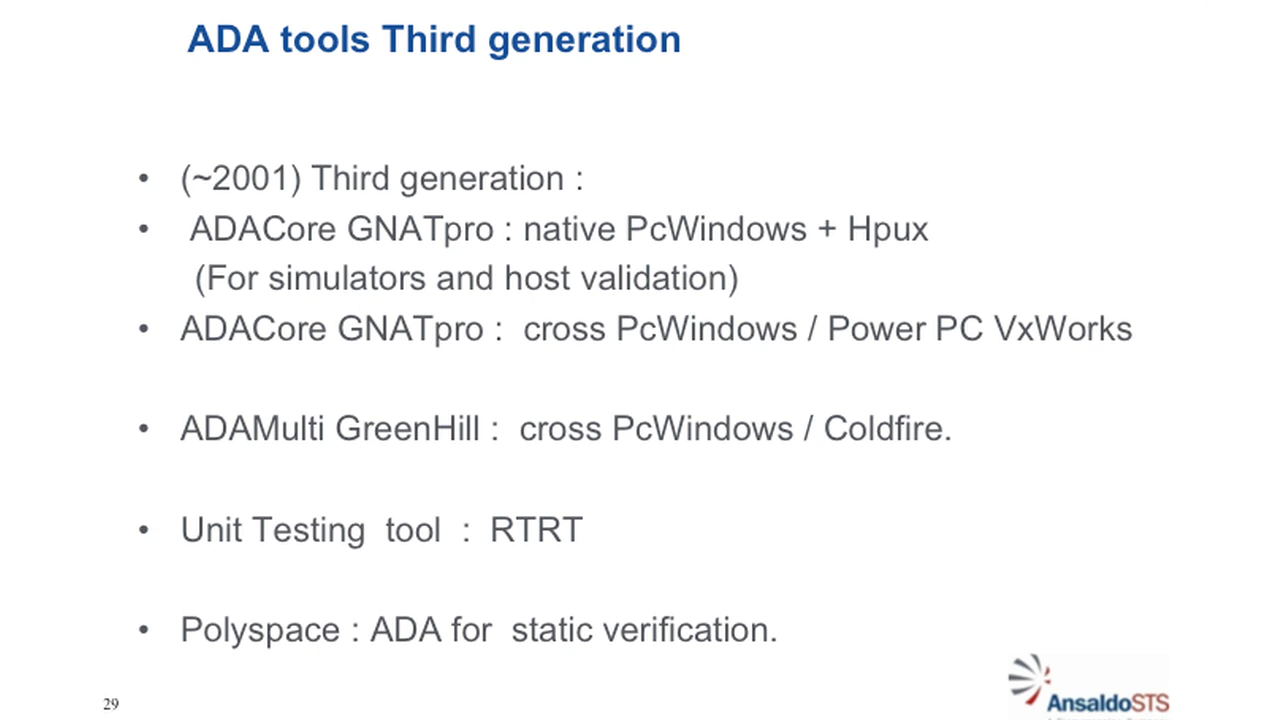 ADA tools Third generation
• (~2001) Third generation :
• ADACore GNATpro : native PcWindows + Hpux
(For simulators and host validation)
• ADACore GNATpro : cross PcWindows / Power PC VxWorks
• ADAMulti GreenHill : cross PcWindows / Coldfire.
• Unit Testing tool : RTRT
• Polyspace : ADA for static verification.
29
AnsaldoSTS